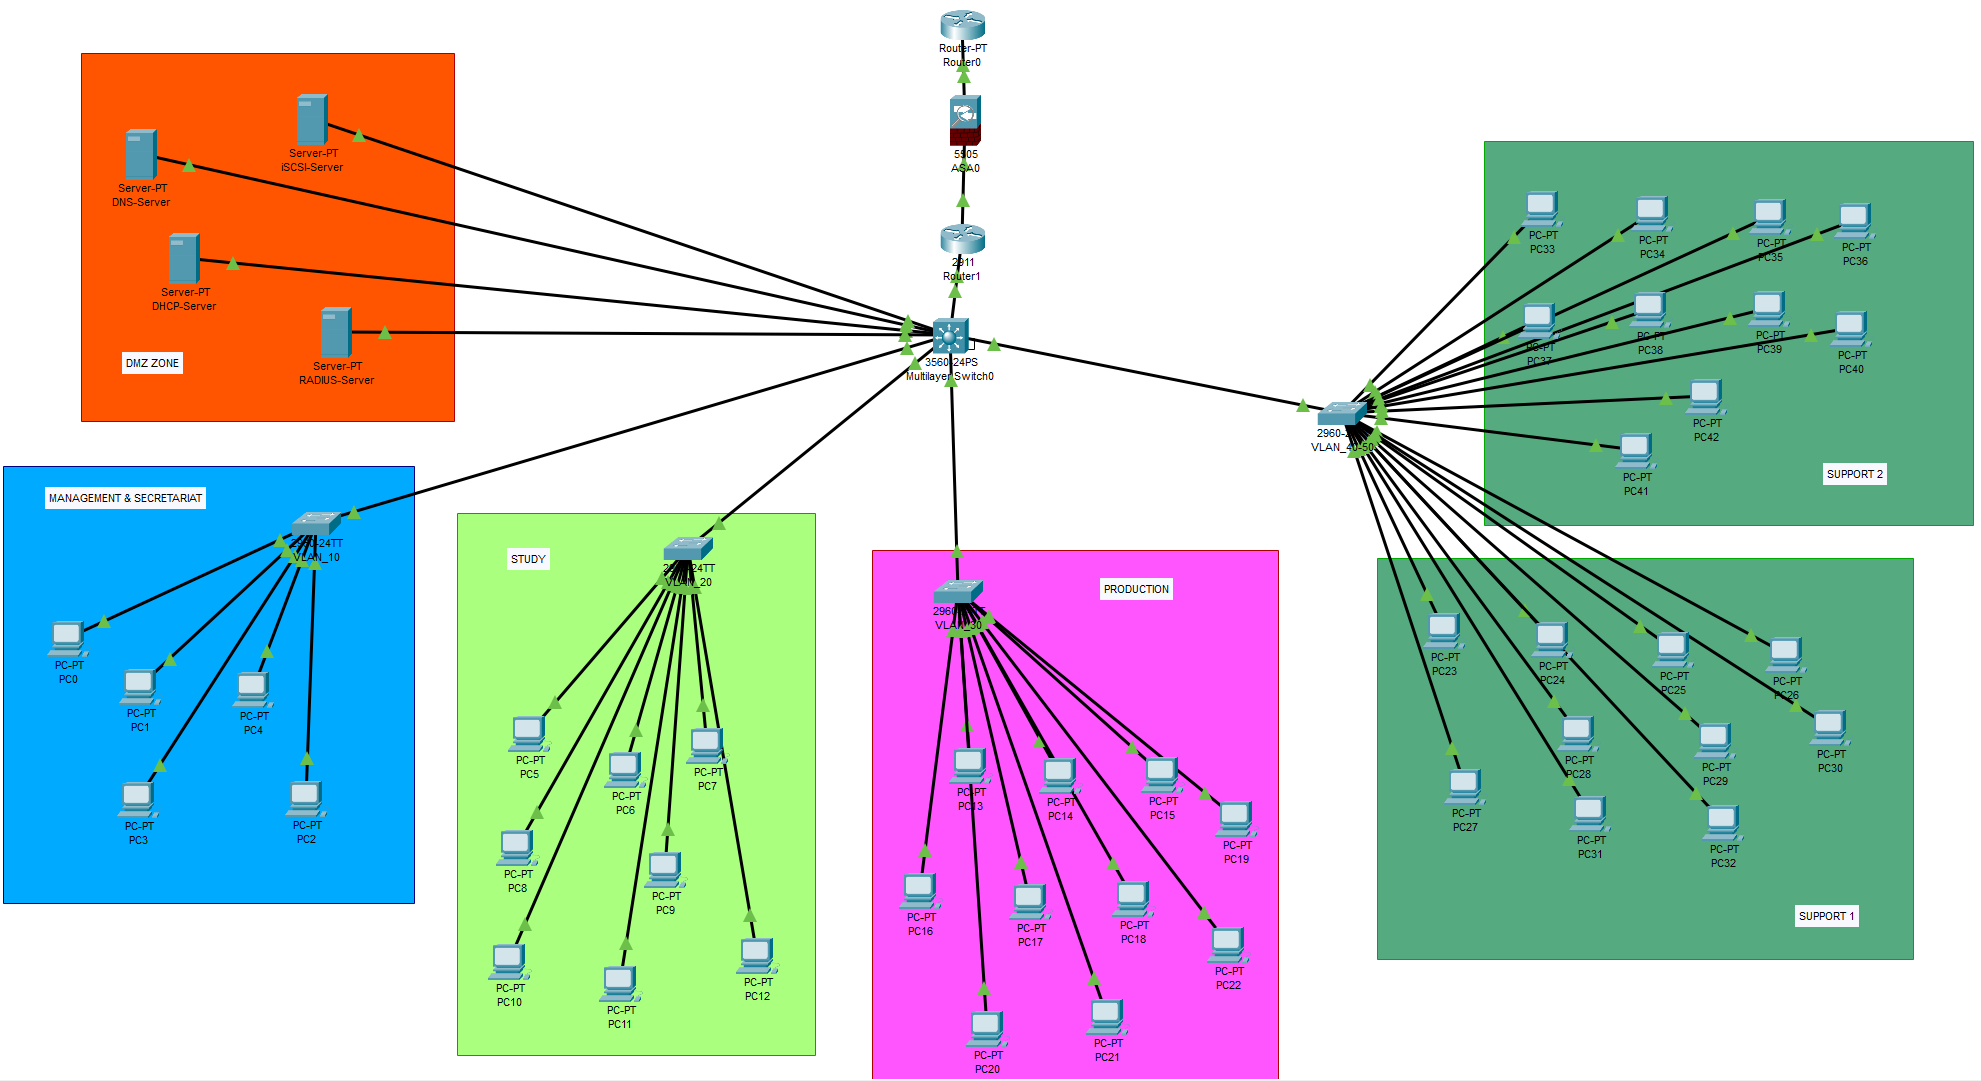 Router-PT
Router0
5505
ASA0
2911
Router1
3560-24PS
Multilayer Switch0
Server-PT
iSCSI-Server
Server-PT
DNS-Server
Server-PT
DHCP-Server
Server-PT
RADIUS-Server
DMZ ZONE
MANAGEMENT & SECRETARIAT
2960-24TT
VLAN_10
PC-PT
PC0
PC-PT
PC1
PC-PT
PC4
PC-PT
PC3
PC-PT
PC2
STUDY
24TT
VLAN_20
PC-PT
PC5
PC-PT
PC6
PC-PT
PC7
PC-PT
PC8
PC-PT
PC9
PC-PT
PC10
PC-PT
PC11
PC-PT
PC12
PRODUCTION
2960
VLAN_30
PC-PT
PC13
PC-PT
PC14
PC-PT
PC15
PC-PT
PC19
PC-PT
PC16
PC-PT
PC17
PC-PT
PC18
PC-PT
PC22
PC-PT
PC20
PC-PT
PC21
2960
VLAN_40-50
PC-PT
PC33
PC-PT
PC34
PC-PT
PC35
PC-PT
PC36
PC-PT
PC37
PC-PT
PC38
PC-PT
PC39
PC-PT
PC40
PC-PT
PC42
PC-PT
PC41
SUPPORT 2
PC-PT
PC23
PC-PT
PC24
PC-PT
PC25
PC-PT
PC26
PC-PT
PC28
PC-PT
PC29
PC-PT
PC30
PC-PT
PC27
PC-PT
PC31
PC-PT
PC32
SUPPORT 1